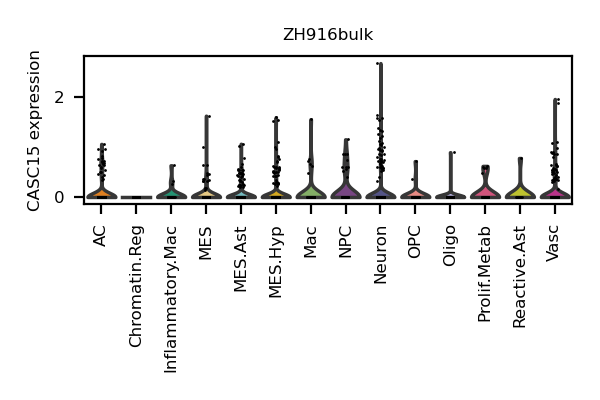 ZH916bulk
CASC15 expression
2
0
AC
Chromatin.Reg
Inflammatory.Mac
MES
MES.Ast
MES.Hyp
Mac
NPC
Neuron
OPC
Oligo
Prolif.Metab
Reactive.Ast
Vasc